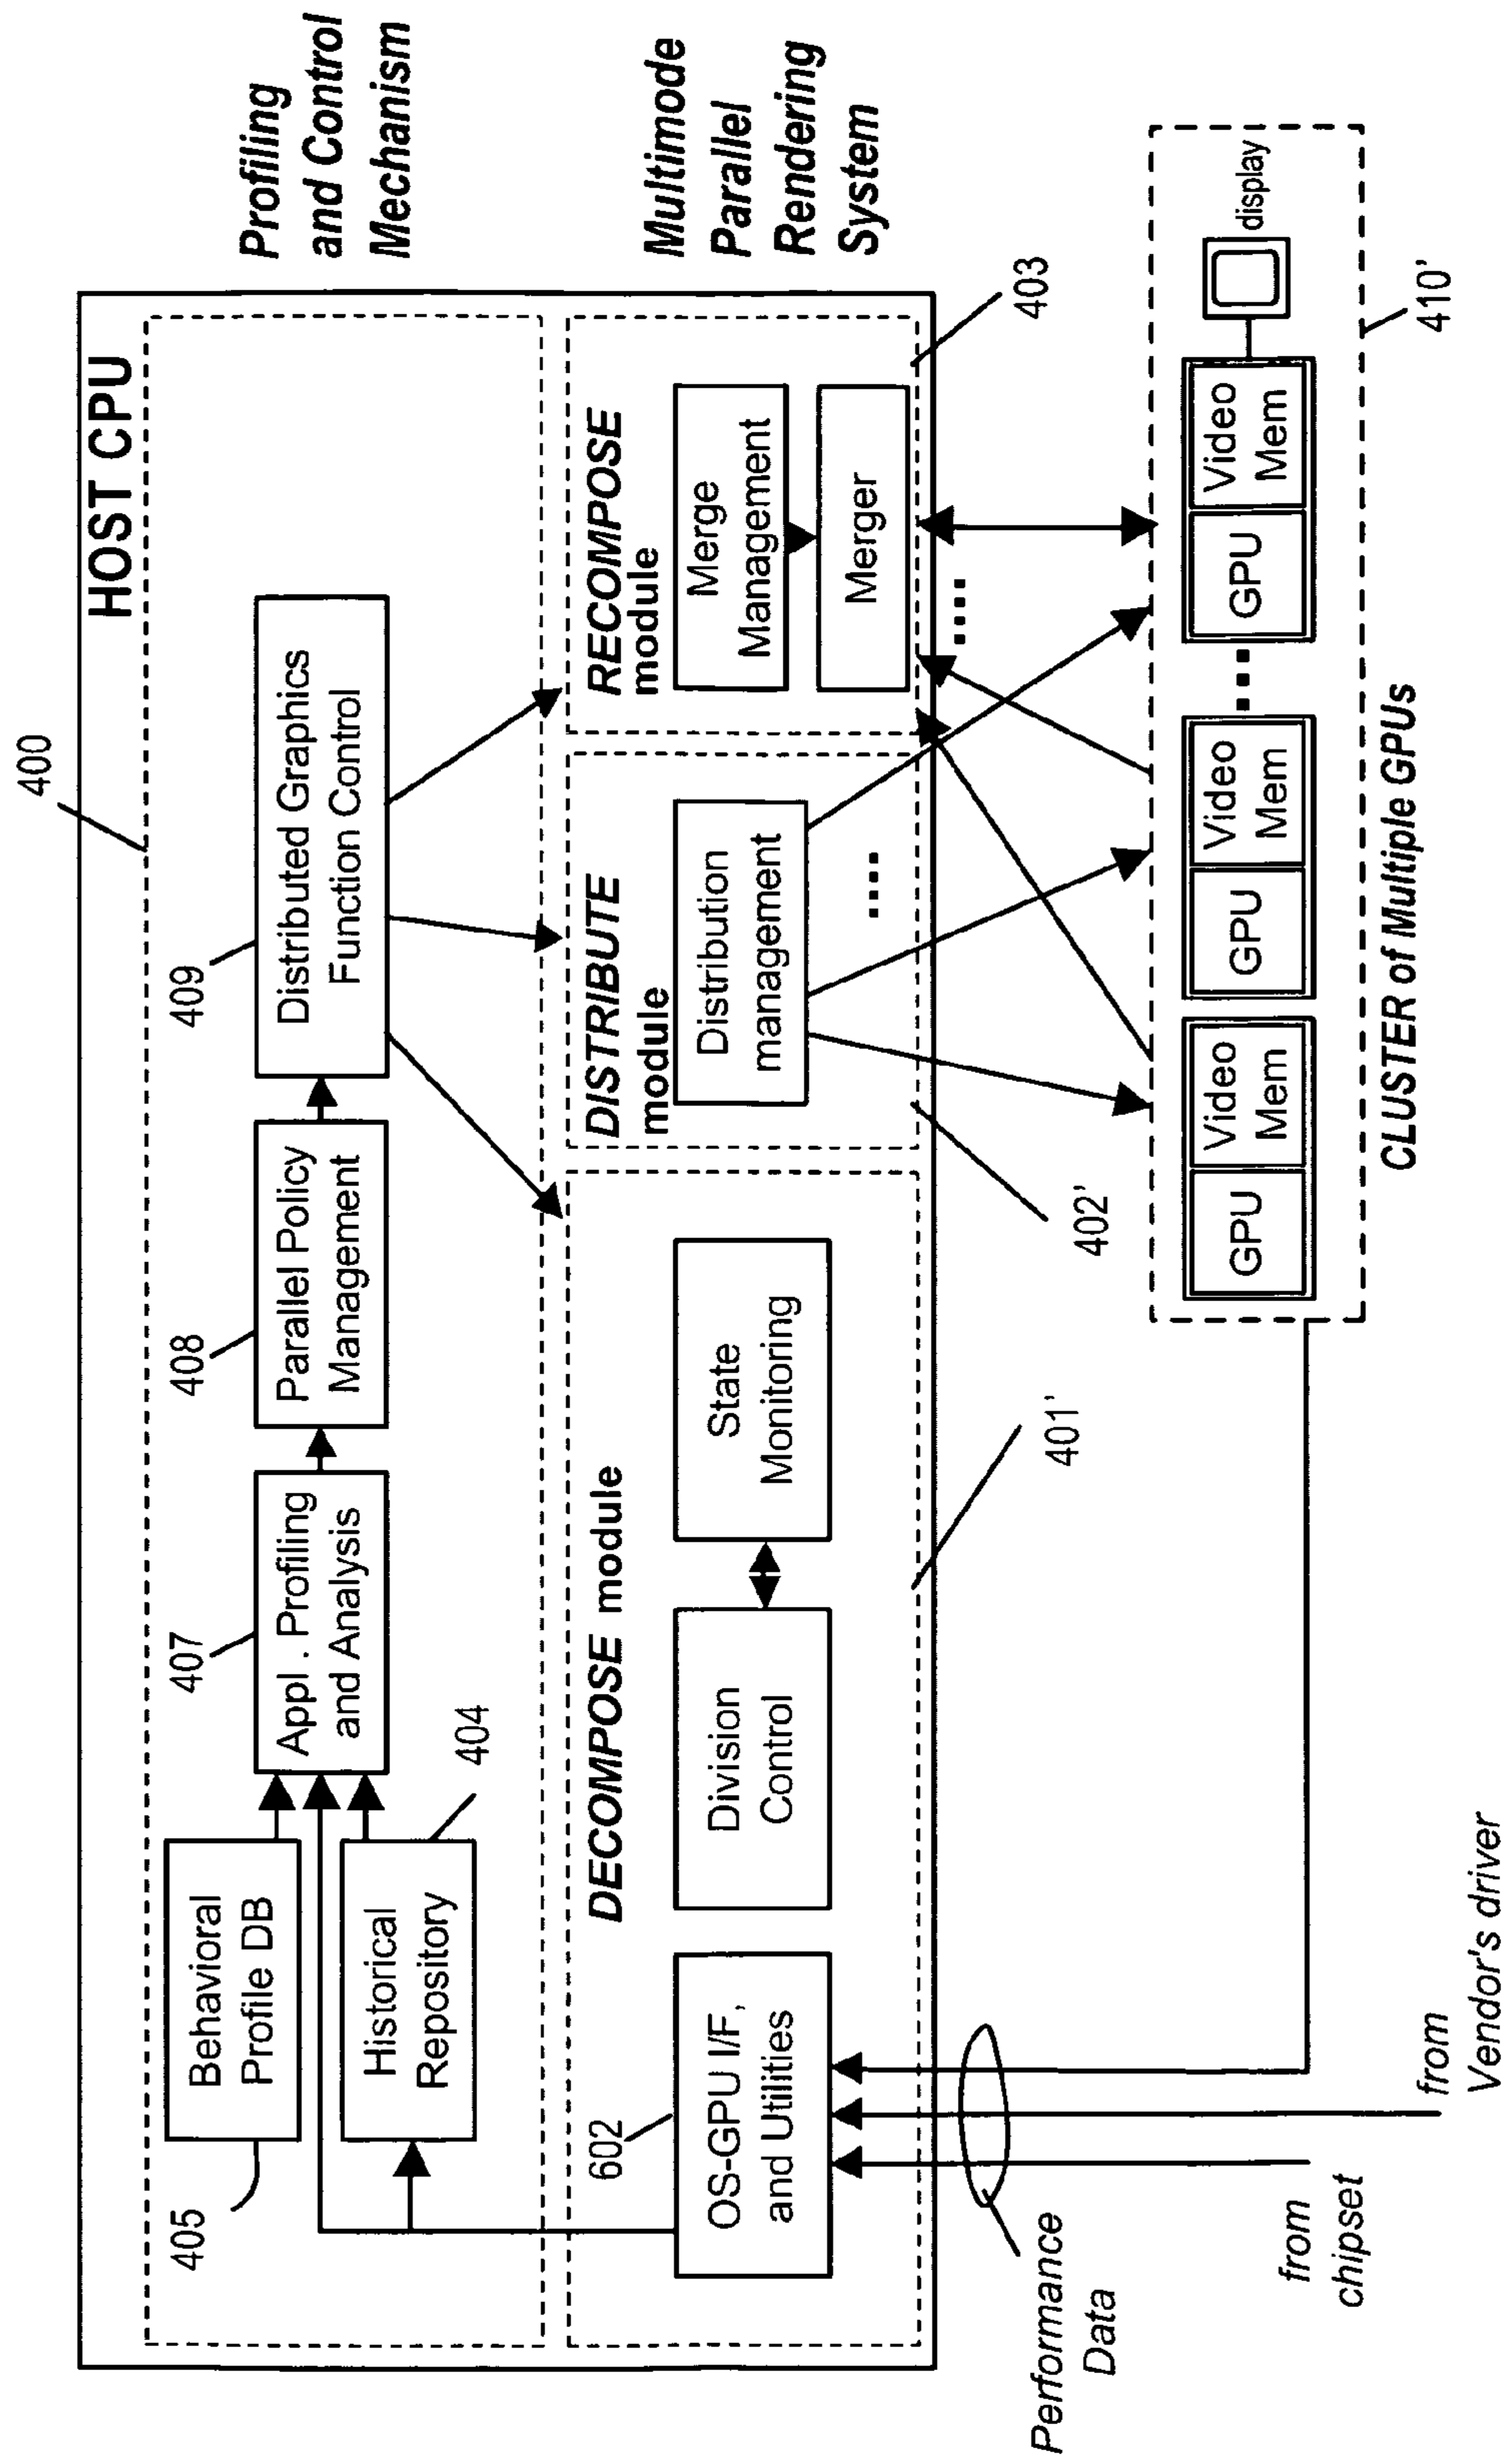 HOST CPU
400
Profiling
and Control
Mechanism
405
Behavioral
Profile DB
Historical
Repository
404
407
Appl . Profiling
and Analysis
408
Parallel Policy
Management
409
Distributed Graphics
Function Control
Multimode
Parallel
Rendering
System
DECOMPOSE module
602
OS-GPU I/F,
and Utilities
Division
Control
State
Monitoring
401'
DISTRIBUTE
module
Distribution
management
....
402'
RECOMPOSE
module
Merge
Management
Merger
403
....
Performance
Data
from
chipset
from
Vendor's driver
GPU
Video
Mem
GPU
Video
Mem
....
GPU
Video
Mem
display
410'
CLUSTER of Multiple GPUs